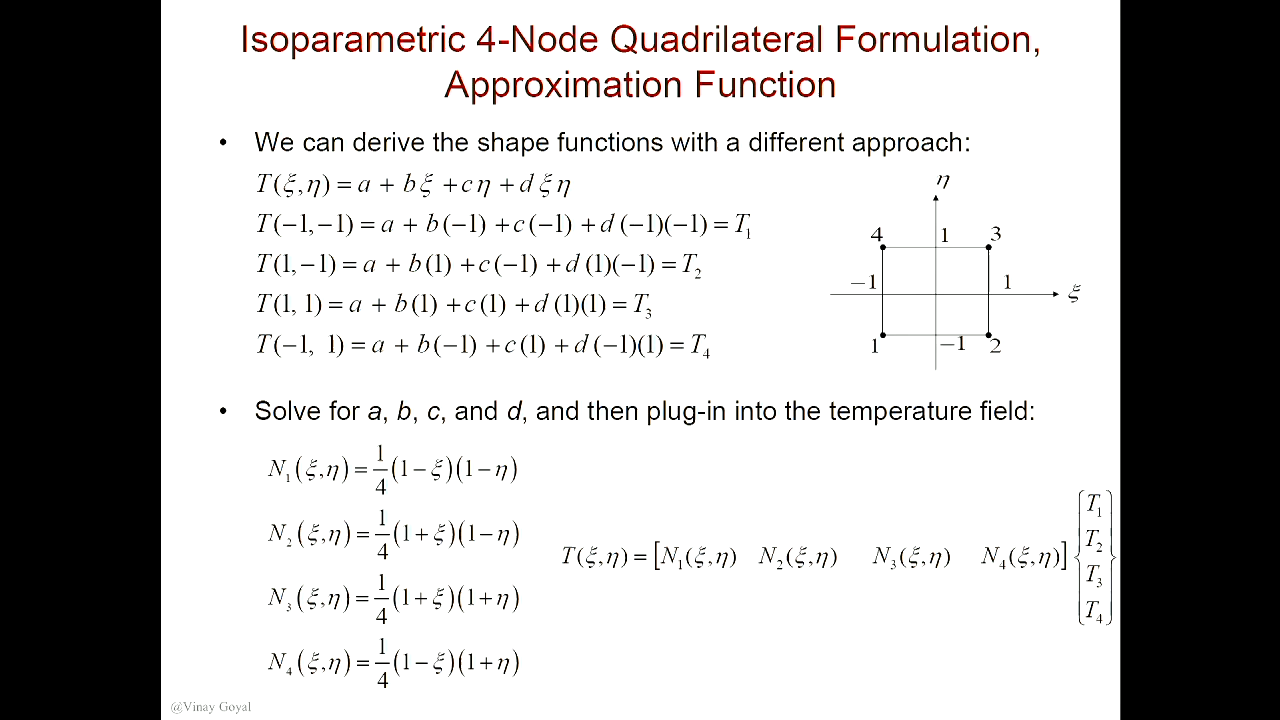 Isoparametric 4-Node Quadrilateral Formulation,
Approximation Function
• We can derive the shape functions with a different approach:
T(ξ,η) = a + bξ + cη + dξη
T(−1,−1) = a + b(−1) + c(−1) + d(−1)(−1) = T₁
T(1,−1) = a + b(1) + c(−1) + d(1)(−1) = T₂
T(1, 1) = a + b(1) + c(1) + d(1)(1) = T₃
T(−1, 1) = a + b(−1) + c(1) + d(−1)(1) = T₄
η
4 1 3
−1 1
ξ
1 −1 2
• Solve for a, b, c, and d, and then plug-in into the temperature field:
N₁(ξ,η) = 1/4 (1−ξ)(1−η)
N₂(ξ,η) = 1/4 (1+ξ)(1−η)
N₃(ξ,η) = 1/4 (1+ξ)(1+η)
N₄(ξ,η) = 1/4 (1−ξ)(1+η)
T(ξ,η) = [N₁(ξ,η) N₂(ξ,η) N₃(ξ,η) N₄(ξ,η)] {T₁ T₂ T₃ T₄}
@Vinay Goyal